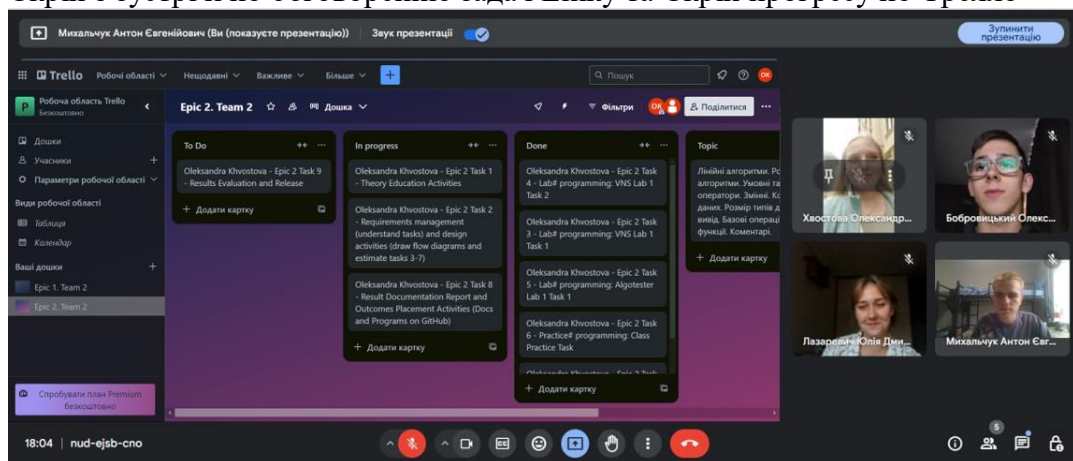 Михальчук Антон Євгенійович (Ви (показуєте презентацію))
Звук презентації
Зупинити
презентацію
Trello
Робочі області
Нещодавні
Важливе
Більше
Пошук
OK
P
Робоча область Trello
Безкоштовно
Epic 2. Team 2
Дошка
Фільтри
Поділитися
Дошки
Учасники
Параметри робочої області
Види робочої області
Таблиця
Календар
Ваші дошки
Epic 1. Team 2
Epic 2. Team 2
Спробувати план Premium
безкоштовно
To Do
Oleksandra Khvostova - Epic 2 Task 9
- Results Evaluation and Release
+ Додати картку
In progress
Oleksandra Khvostova - Epic 2 Task 1
- Theory Education Activities
Oleksandra Khvostova - Epic 2 Task 2
- Requirements management
(understand tasks) and design
activities (draw flow diagrams and
estimate tasks 3-7)
Oleksandra Khvostova - Epic 2 Task 8
- Result Documentation Report and
Outcomes Placement Activities (Docs
and Programs on GitHub)
+ Додати картку
Done
Oleksandra Khvostova - Epic 2 Task
4 - Lab# programming: VNS Lab 1
Task 2
Oleksandra Khvostova - Epic 2 Task
3 - Lab# programming: VNS Lab 1
Task 1
Oleksandra Khvostova - Epic 2 Task
5 - Lab# programming: Algotester
Lab 1 Task 1
Oleksandra Khvostova - Epic 2 Task
6 - Practice# programming: Class
Practice Task
+ Додати картку
Topic
Лінійні алгоритми.
алгоритми. Умовні та
оператори. Змінні.
даних. Розмір типів
вивід. Базові операці
функції. Коментарі.
+ Додати картку
Хвостова Олександр...
Бобровицький Олекс...
Лазаревич Юлія Дми...
Михальчук Антон Євг...
18:04 | nud-ejsb-cno
5